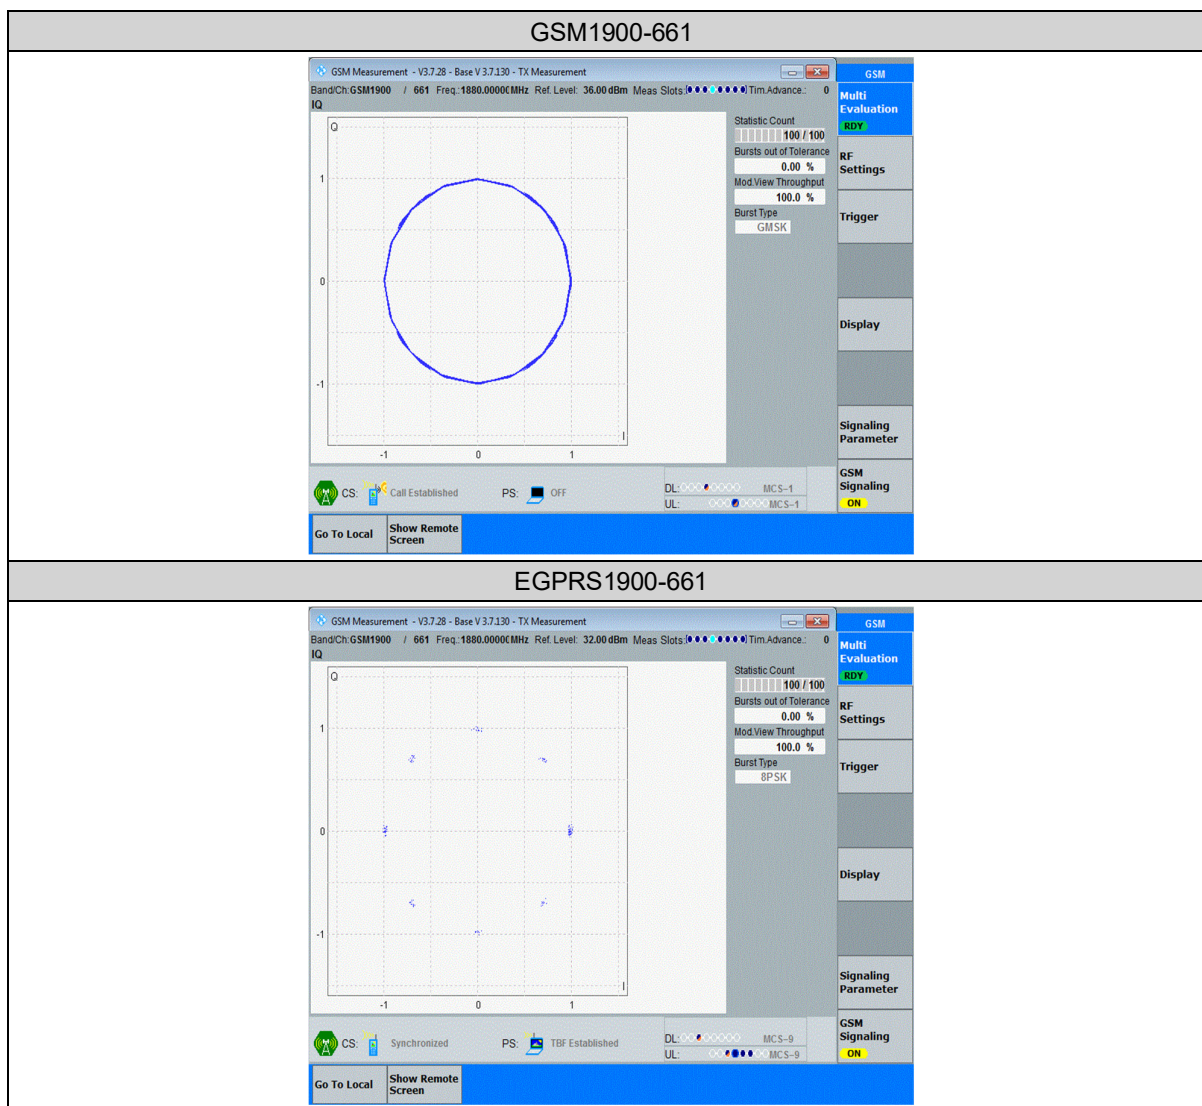 GSM1900-661
GSM Measurement - V3.7.28 - Base V 3.7.130 - TX Measurement
GSM
Band/Ch:GSM1900 / 661 Freq.:1880.00000MHz Ref. Level: 36.00 dBm Meas Slots: Tim.Advance.: 0
IQ
Multi
Evaluation
RDY
Q
Statistic Count
100 / 100
Bursts out of Tolerance
0.00 %
Mod.View Throughput
100.0 %
Burst Type
GMSK
RF
Settings
Trigger
Display
Signaling
Parameter
GSM
Signaling
ON
1
0
-1
I
-1 0 1
CS: Call Established PS: OFF
DL: MCS-1
UL: MCS-1
Go To Local
Show Remote
Screen
EGPRS1900-661
GSM Measurement - V3.7.28 - Base V 3.7.130 - TX Measurement
GSM
Band/Ch:GSM1900 / 661 Freq.:1880.00000MHz Ref. Level: 32.00 dBm Meas Slots: Tim.Advance.: 0
IQ
Multi
Evaluation
RDY
Q
Statistic Count
100 / 100
Bursts out of Tolerance
0.00 %
Mod.View Throughput
100.0 %
Burst Type
8PSK
RF
Settings
Trigger
Display
Signaling
Parameter
GSM
Signaling
ON
1
0
-1
I
-1 0 1
CS: Synchronized PS: TBF Established
DL: MCS-9
UL: MCS-9
Go To Local
Show Remote
Screen